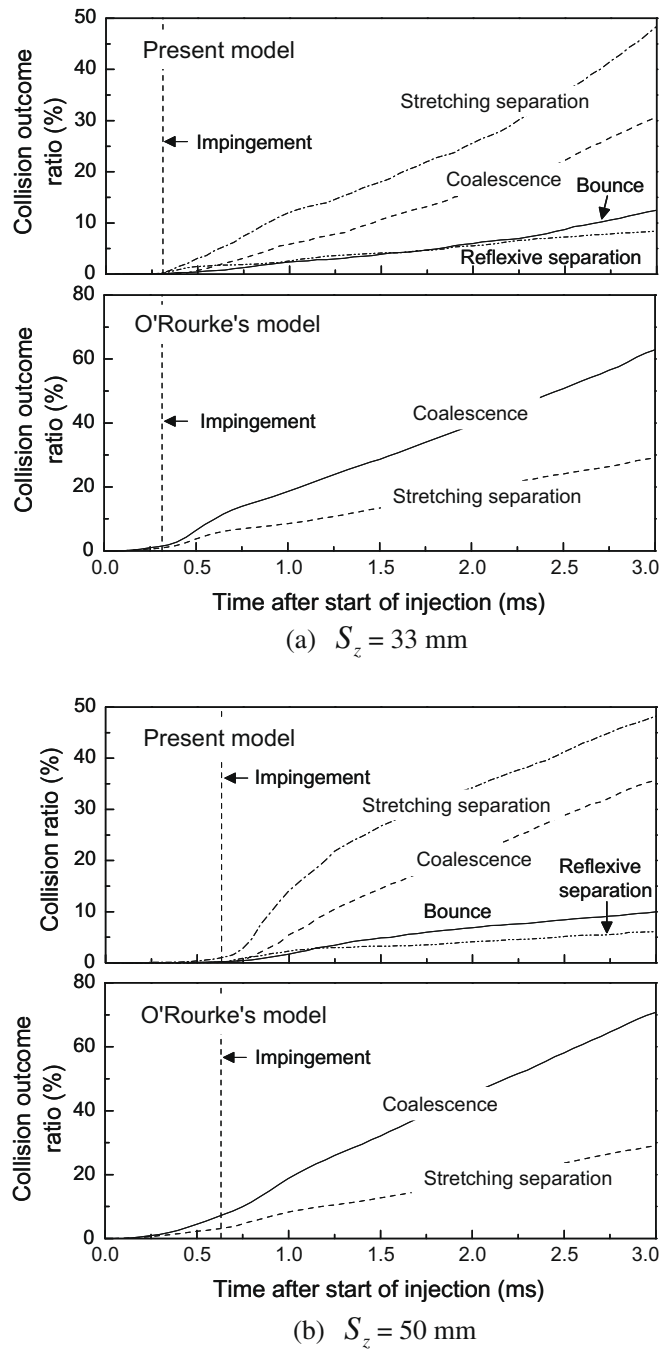 50
40
30
20
10
0
Collision outcome
ratio (%)
Present model
Impingement
Stretching separation
Coalescence
Bounce
Reflexive separation
80
60
40
20
0
Collision outcome
ratio (%)
O'Rourke's model
Impingement
Coalescence
Stretching separation
0.0 0.5 1.0 1.5 2.0 2.5 3.0
Time after start of injection (ms)
(a) S_z = 33 mm
50
40
30
20
10
0
Collision ratio (%)
Present model
Impingement
Stretching separation
Coalescence
Bounce
Reflexive
separation
80
60
40
20
0
Collision outcome
ratio (%)
O'Rourke's model
Impingement
Coalescence
Stretching separation
0.0 0.5 1.0 1.5 2.0 2.5 3.0
Time after start of injection (ms)
(b) S_z = 50 mm